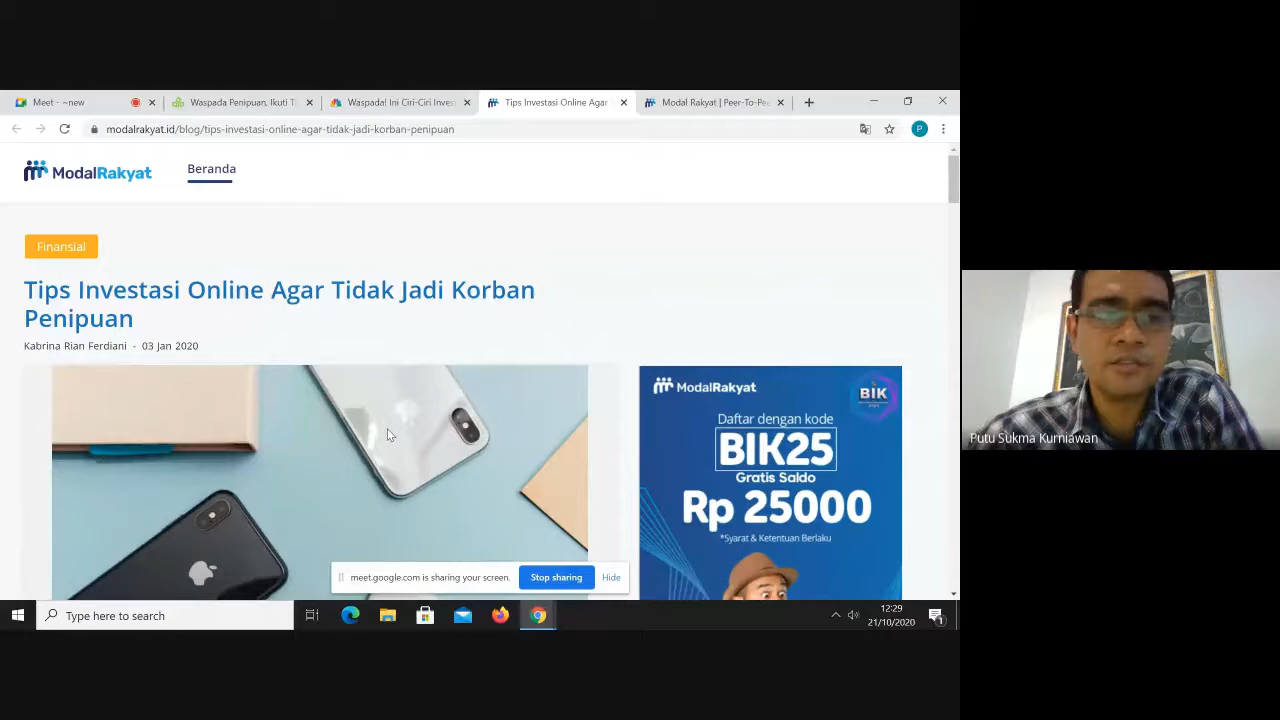 Meet - ~new
Waspada Penipuan, Ikuti T
Waspada! Ini Ciri-Ciri Inves
Tips Investasi Online Agar
Modal Rakyat | Peer-To-Pee
modalrakyat.id/blog/tips-investasi-online-agar-tidak-jadi-korban-penipuan
P
ModalRakyat
Beranda
Finansial
Tips Investasi Online Agar Tidak Jadi Korban
Penipuan
Kabrina Rian Ferdiani - 03 Jan 2020
ModalRakyat
BIK
Daftar dengan kode
BIK25
Gratis Saldo
Rp 25000
*Syarat & Ketentuan Berlaku
meet.google.com is sharing your screen.
Stop sharing
Hide
Putu Sukma Kurniawan
Type here to search
12:29
21/10/2020
1